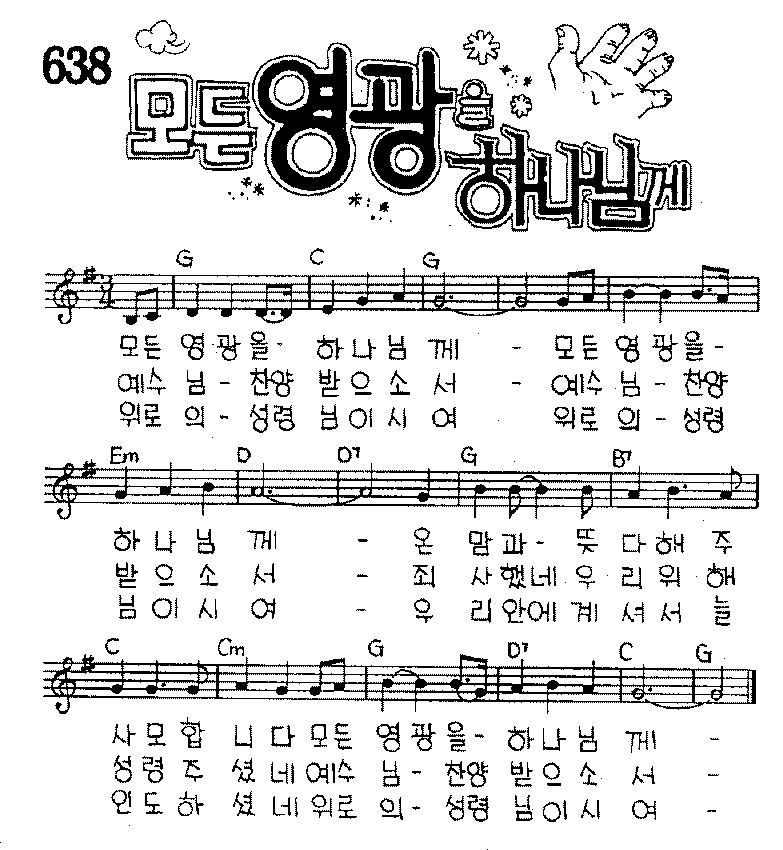 638
모든 영광을 하나님께
G C G
모든 영광을- 하나님 께 - 모든 영광을-
예수 님- 찬양 받으소 서 - 예수 님- 찬양
위로 의- 성령 님이시 여 위로 의- 성령
Em D D7 G B7
하나님 께 - 온 맘과- 뜻 다해 주
받으소 서 - 죄 사했네 우 리위 해
님이시 여 - 우 리안에 계 셔서 늘
C Cm G D7 C G
사모합 니다모든 영광을- 하나님 께 -
성령주 셨네예수 님- 찬양 받으소 서 -
인도하 셨네위로 의- 성령 님이시 여 -